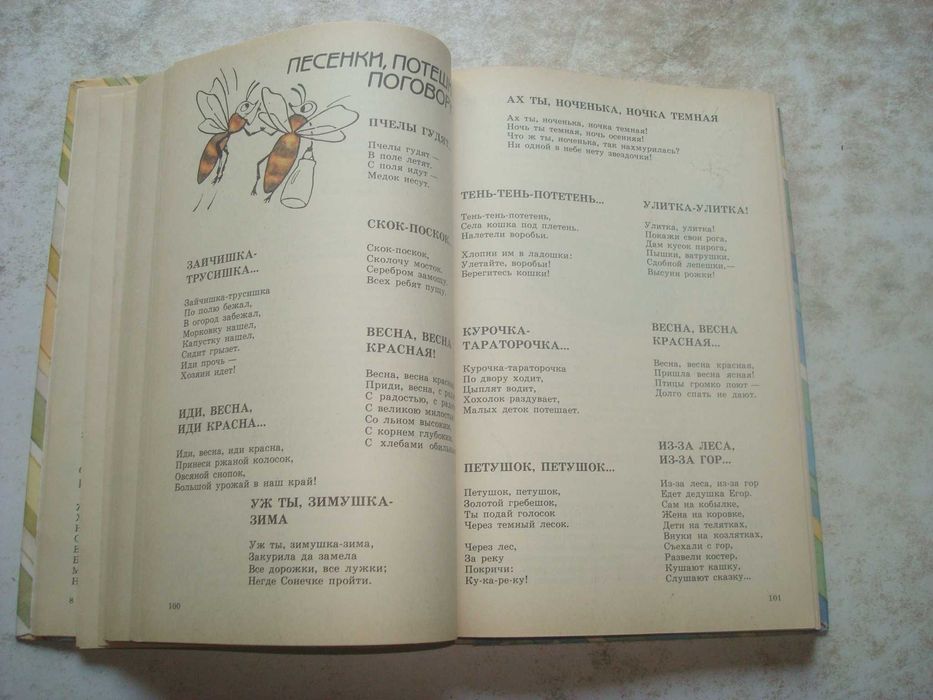 ПЕСЕНКИ,
ПЧЕЛЫ ГУДЯТ
Пчелы гудят —
В поле летят.
С поля идут —
Медок несут.
СКОК-ПОСКОК
Скок-поскок,
Сколочу мосток.
Серебром замощу.
Всех ребят пущу.
ЗАЙЧИШКА-
ТРУСИШКА...
Зайчишка-трусишка
По полю бежал,
В огород забежал,
Морковку нашел,
Капустку нашел,
Сидит грызет.
Иди прочь —
Хозяин идет!
ВЕСНА, ВЕСНА
КРАСНАЯ!
Весна, весна красная,
Приди, весна, с
С радостью, с
С великою
Со льном высоким,
С корнем глубоким,
С хлебами
ИДИ, ВЕСНА,
ИДИ КРАСНА...
Иди, весна, иди красна,
Принеси ржаной колосок,
Овсяной снопок,
Большой урожай в наш край!
УЖ ТЫ, ЗИМУШКА-
ЗИМА
Уж ты, зимушка-зима,
Закурила да замела
Все дорожки, все лужки;
Негде Сонечке пройти.
8
100
АХ ТЫ, НОЧЕНЬКА, НОЧКА ТЕМНАЯ
Ах ты, ноченька, ночка темная!
Ночь ты темная, ночь осенняя!
Что ж ты, ноченька, так нахмурилась?
Ни одной в небе нету звездочки!
ТЕНЬ-ТЕНЬ-ПОТЕТЕНЬ...
Тень-тень-потетень,
Села кошка под плетень.
Налетели воробьи.
Хлопни им в ладошки:
Улетайте, воробьи!
Берегитесь кошки!
УЛИТКА-УЛИТКА!
Улитка, улитка!
Покажи свои рога,
Дам кусок пирога,
Пышки, ватрушки.
Сдобной лепешки,—
Высуни рожки!
КУРОЧКА-
ТАРАТОРОЧКА...
Курочка-тараторочка
По двору ходит,
Цыплят водит,
Хохолок раздувает,
Малых деток потешает.
ВЕСНА, ВЕСНА
КРАСНАЯ...
Весна, весна красная,
Пришла весна ясная!
Птицы громко поют —
Долго спать не дают.
ПЕТУШОК, ПЕТУШОК...
Петушок, петушок,
Золотой гребешок,
Ты подай голосок
Через темный лесок.
Через лес,
За реку
Покричи:
Ку-ка-ре-ку!
ИЗ-ЗА ЛЕСА,
ИЗ-ЗА ГОР...
Из-за леса, из-за гор
Едет дедушка Егор.
Сам на кобылке,
Жена на коровке,
Дети на телятках,
Внуки на козлятках,
Съехали с гор,
Развели костер,
Кушают кашку,
Слушают сказку...
101